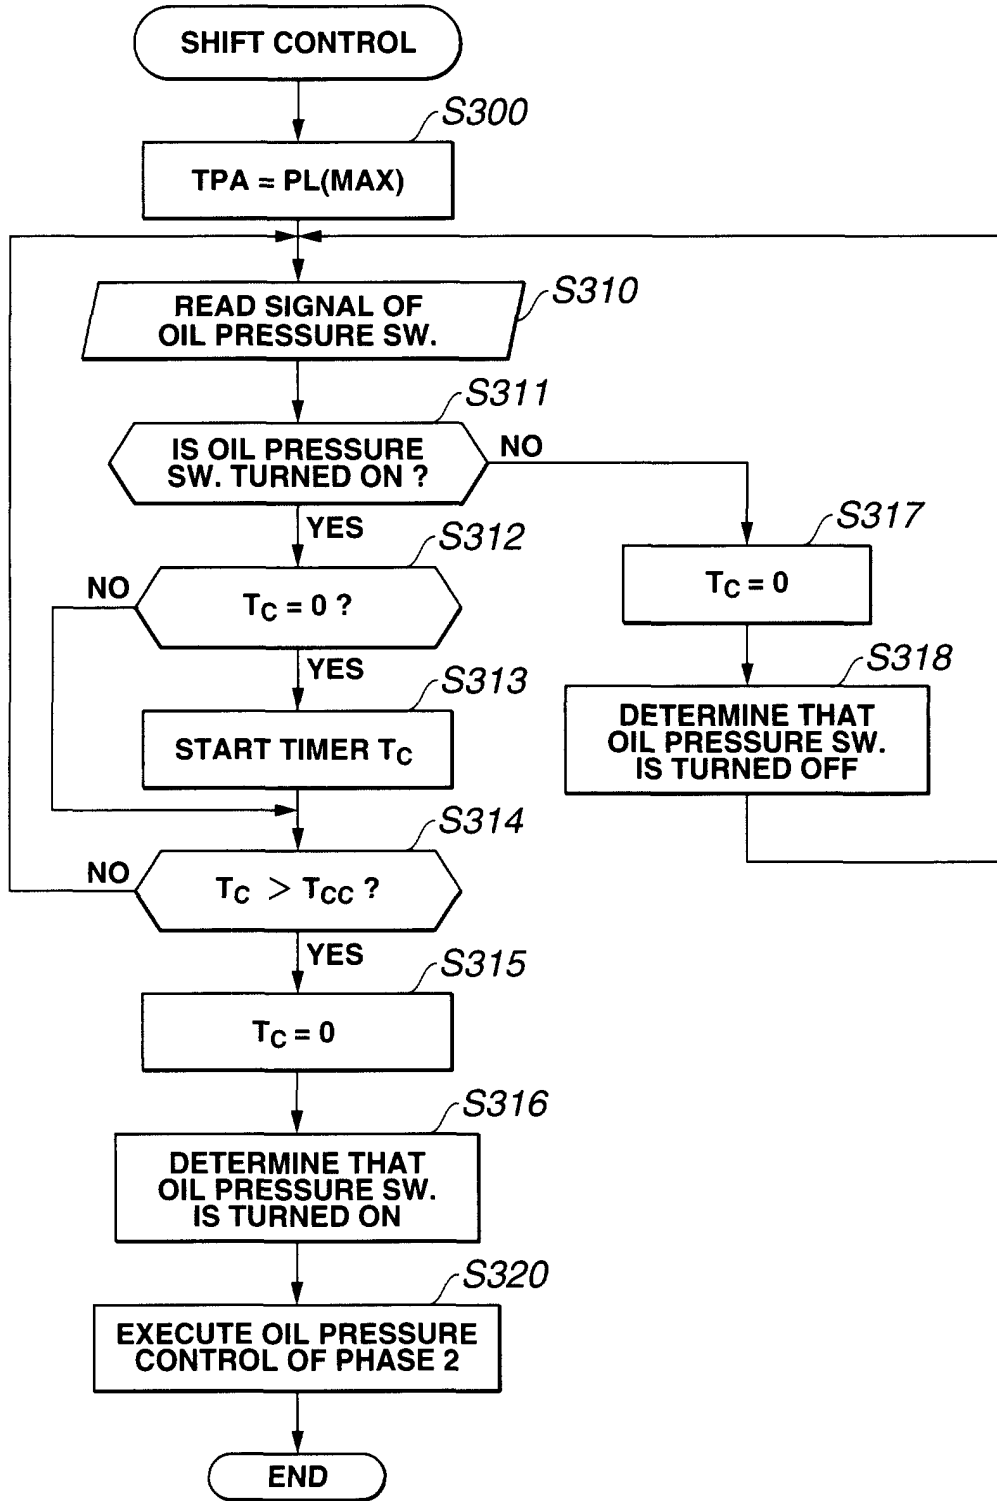 SHIFT CONTROL
S300
TPA = PL(MAX)
S310
READ SIGNAL OF
OIL PRESSURE SW.
S311
IS OIL PRESSURE
SW. TURNED ON ?
NO
YES
S312
NO
TC = 0 ?
YES
S313
START TIMER TC
S314
NO
TC > TCC ?
YES
S315
TC = 0
S316
DETERMINE THAT
OIL PRESSURE SW.
IS TURNED ON
S320
EXECUTE OIL PRESSURE
CONTROL OF PHASE 2
END
S317
TC = 0
S318
DETERMINE THAT
OIL PRESSURE SW.
IS TURNED OFF